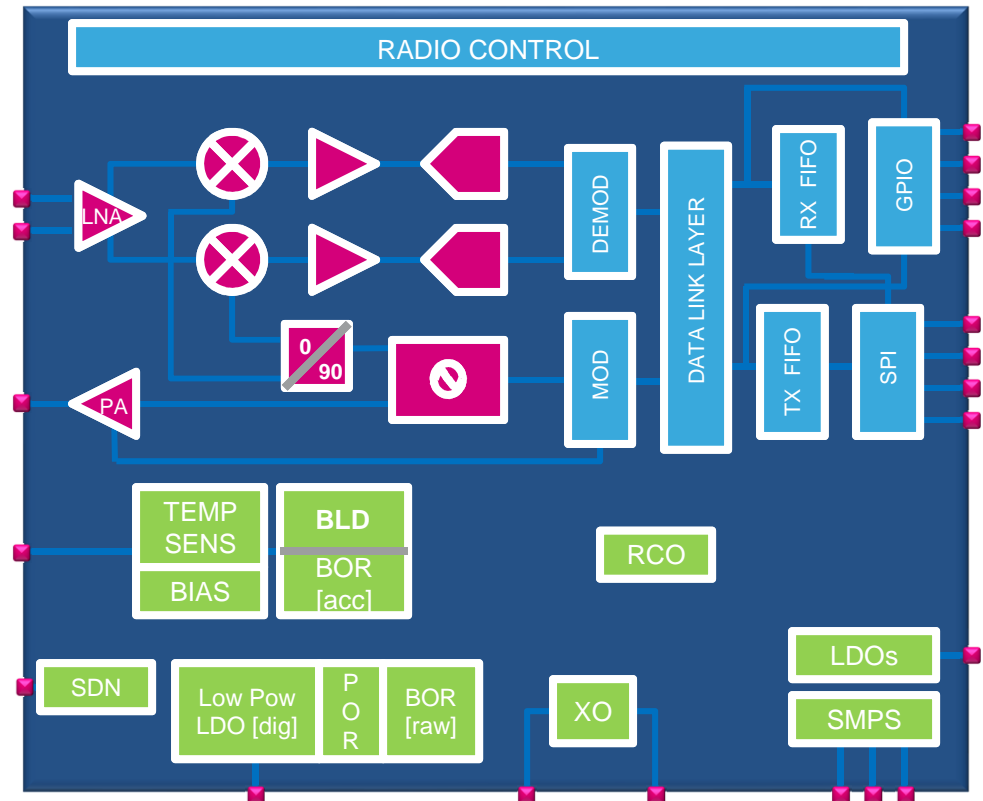 RADIO CONTROL
LNA
DEMOD
DATA LINK LAYER
RX FIFO
GPIO
0
90
MOD
TX FIFO
SPI
PA
TEMP
SENS
BIAS
BLD
BOR
[acc]
RCO
SDN
Low Pow
LDO [dig]
P
O
R
BOR
[raw]
XO
LDOs
SMPS